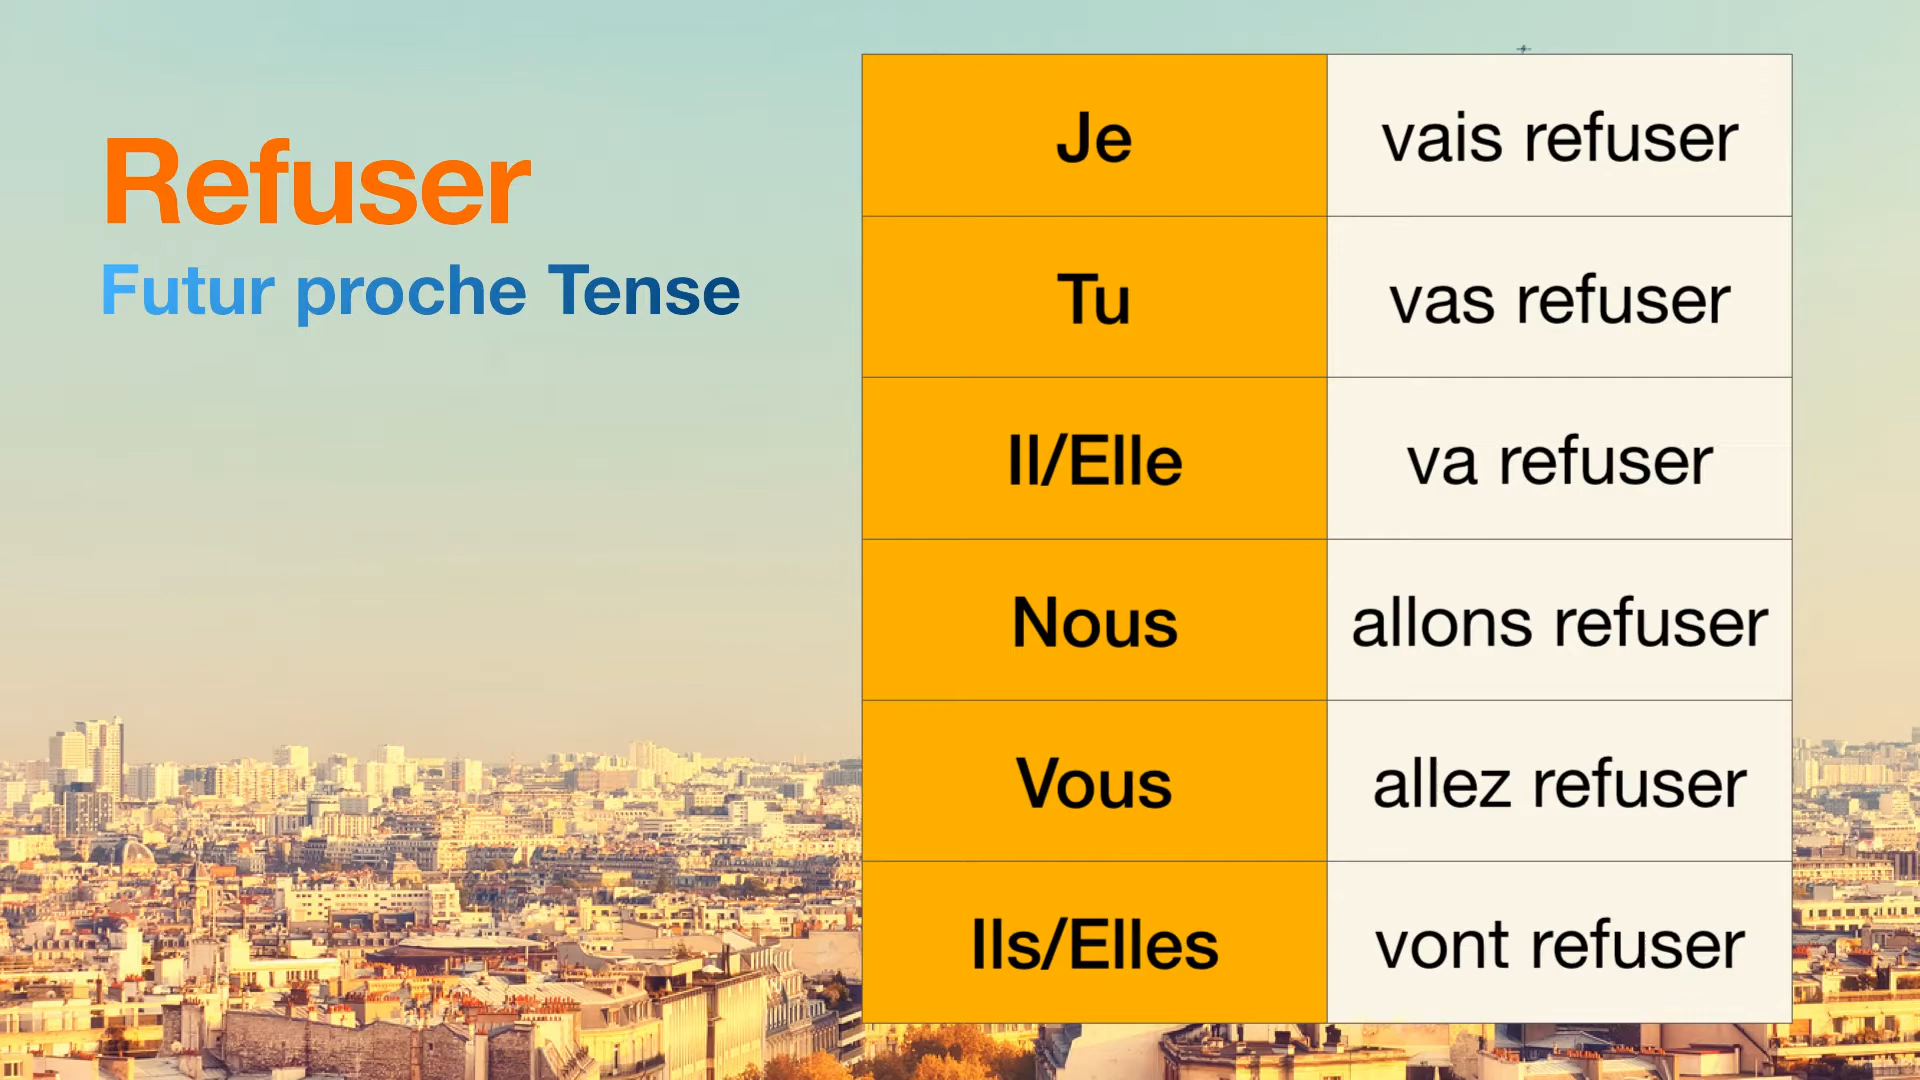 Refuser
Futur proche Tense
Je vais refuser
Tu vas refuser
Il/Elle va refuser
Nous allons refuser
Vous allez refuser
Ils/Elles vont refuser